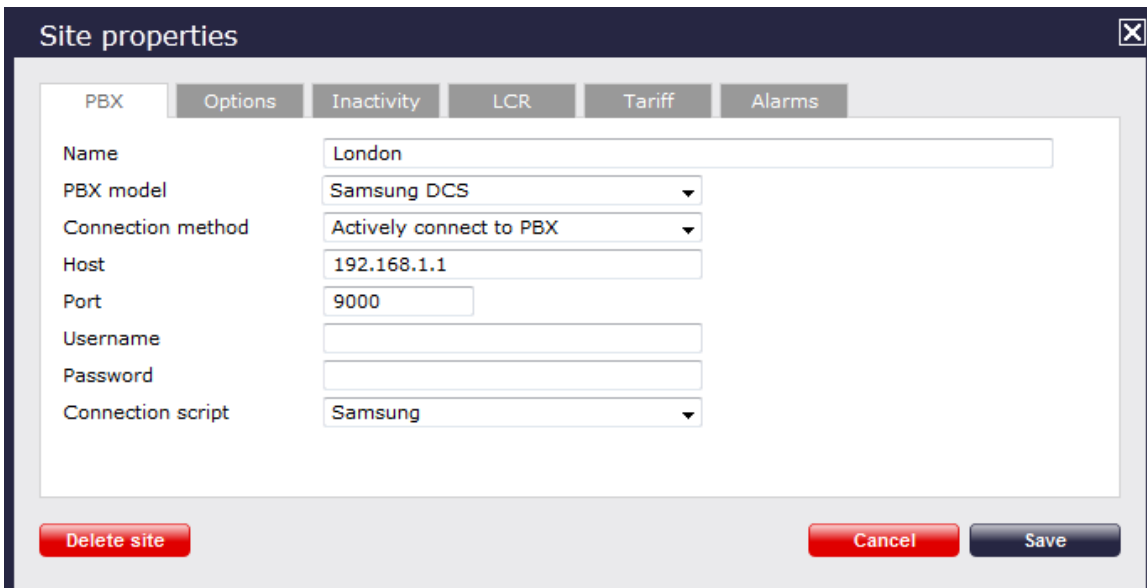 Site properties
PBX Options Inactivity LCR Tariff Alarms
Name London
PBX model Samsung DCS
Connection method Actively connect to PBX
Host 192.168.1.1
Port 9000
Username
Password
Connection script Samsung
Delete site Cancel Save